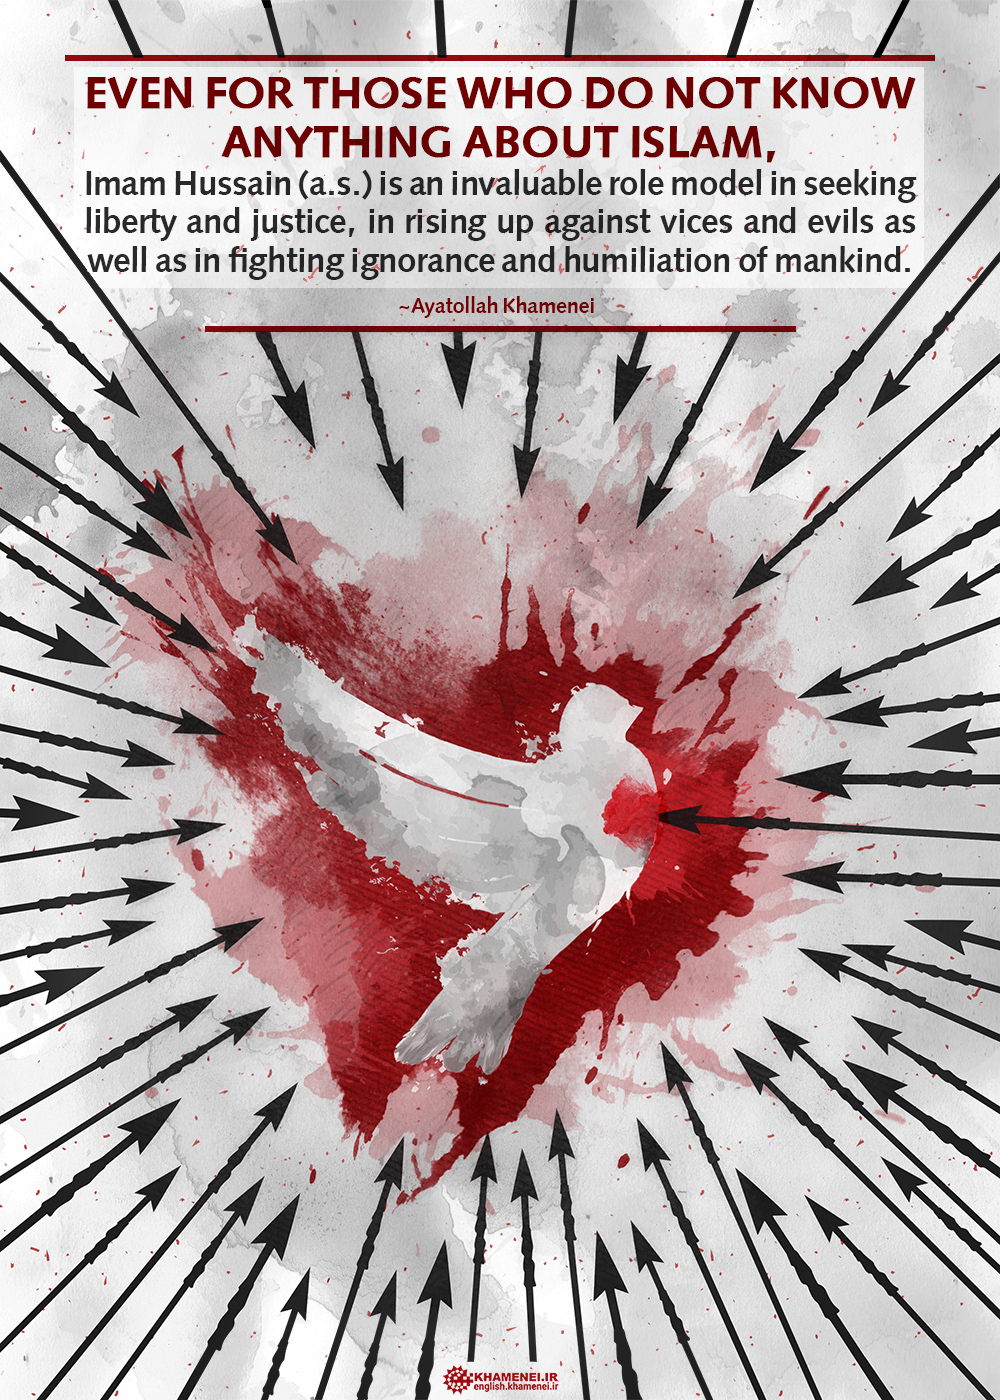 EVEN FOR THOSE WHO DO NOT KNOW
ANYTHING ABOUT ISLAM,
Imam Hussain (a.s.) is an invaluable role model in seeking
liberty and justice, in rising up against vices and evils as
well as in fighting ignorance and humiliation of mankind.
~Ayatollah Khamenei
KHAMENEI.IR
english.khamenei.ir